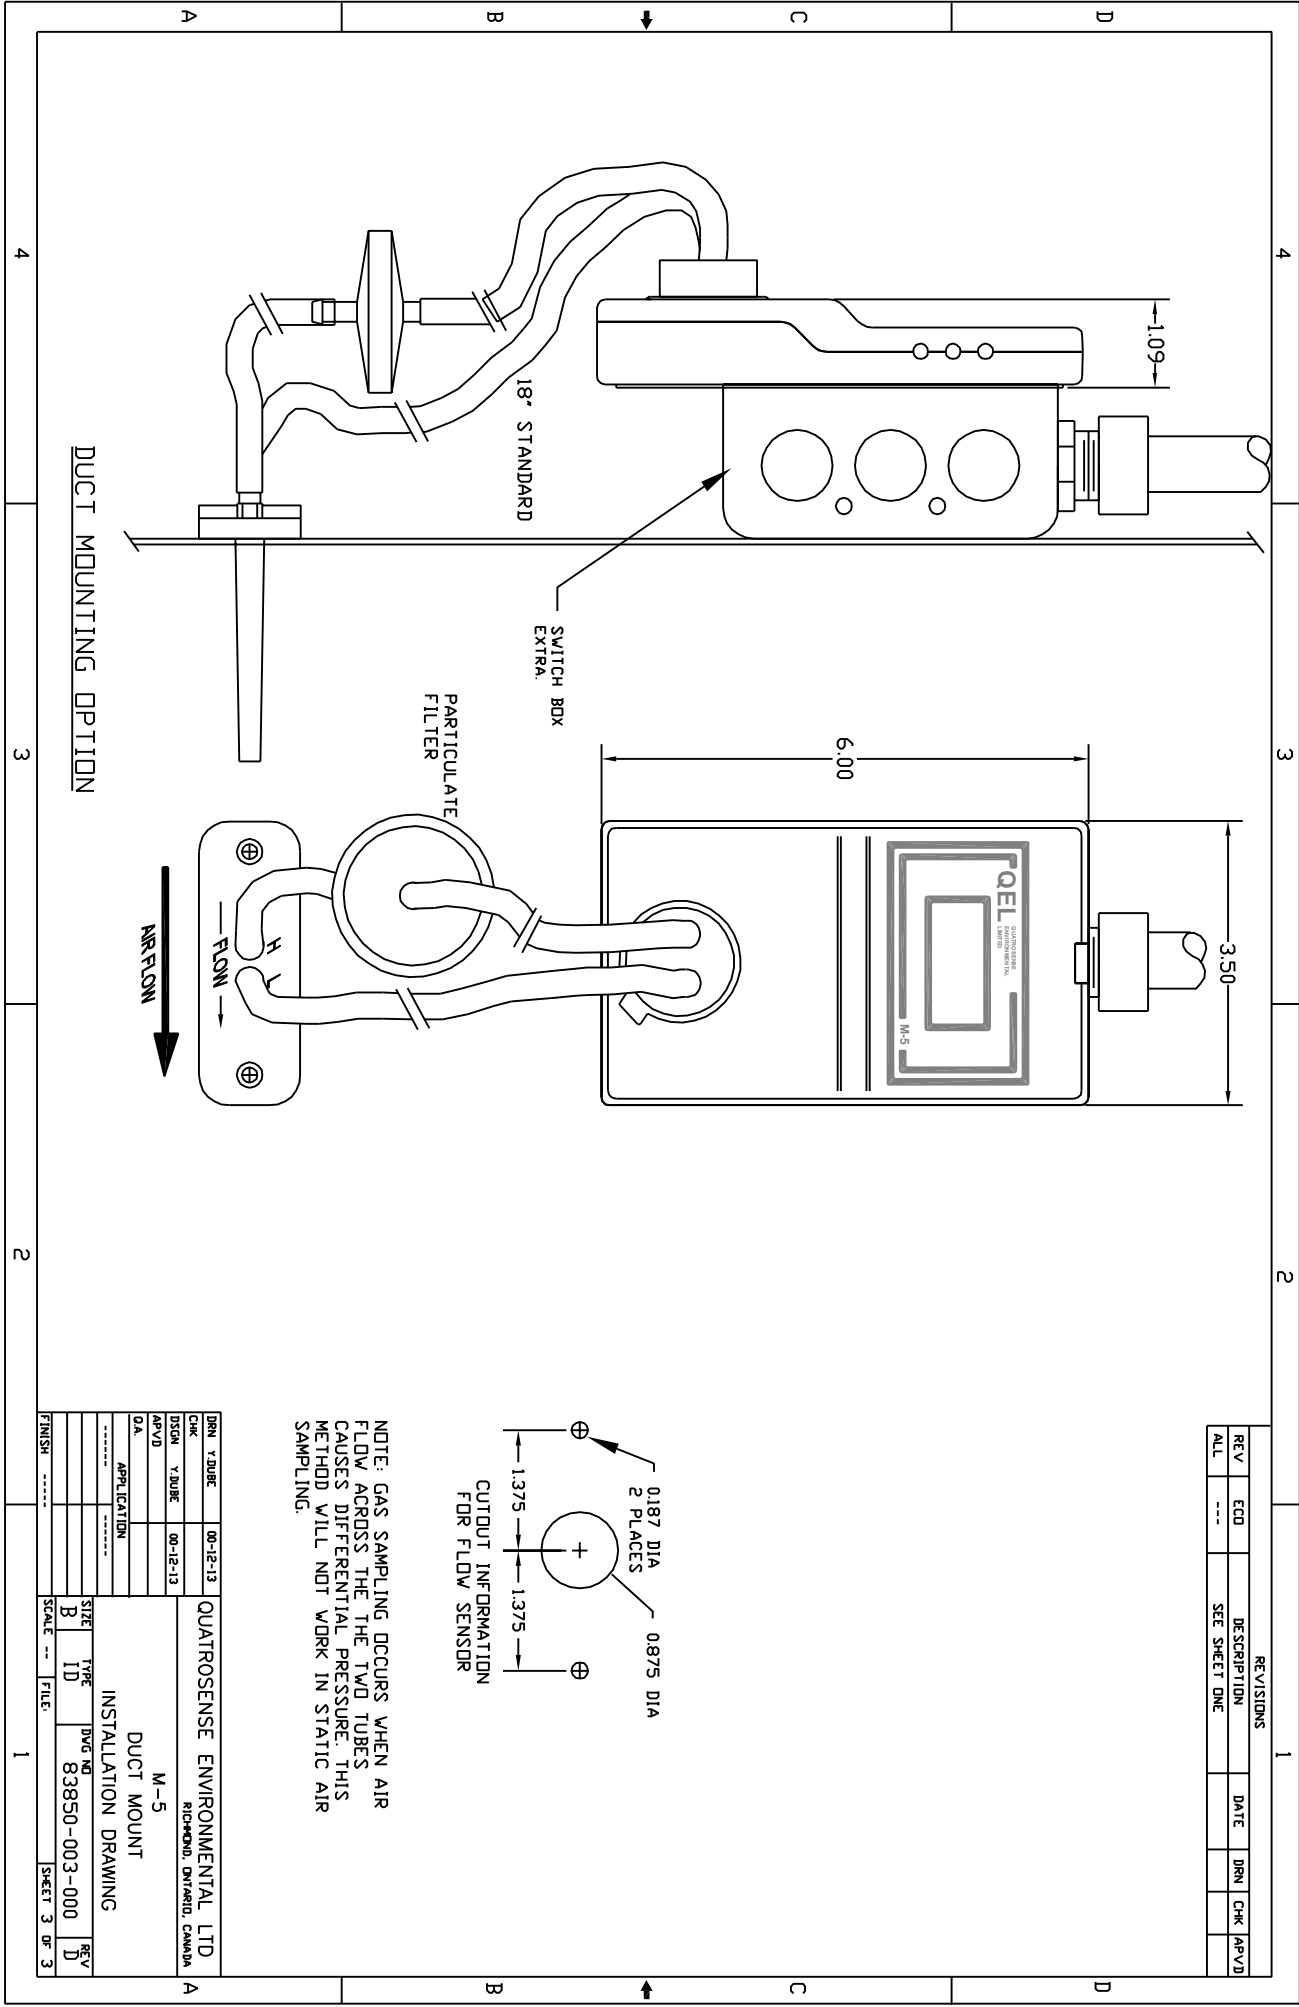 D
C
B
A
4
3
2
1
REVISIONS
REV ECO DESCRIPTION DATE DRN CHK APVD
ALL --- SEE SHEET ONE
1.09
3.50
6.00
QEL
QUATROSENSE
ENVIRONMENTAL
LIMITED
M-5
18" STANDARD
SWITCH BOX
EXTRA.
PARTICULATE
FILTER
H L
FLOW
AIR FLOW
DUCT MOUNTING OPTION
0.187 DIA
2 PLACES
0.875 DIA
1.375 1.375
CUTOUT INFORMATION
FOR FLOW SENSOR
NOTE: GAS SAMPLING OCCURS WHEN AIR
FLOW ACROSS THE THE TWO TUBES
CAUSES DIFFERENTIAL PRESSURE. THIS
METHOD WILL NOT WORK IN STATIC AIR
SAMPLING.
DRN Y.DUBE 00-12-13
CHK
DSGN Y.DUBE 00-12-13
APVD
Q.A.
APPLICATION
------ ------
FINISH -----
QUATROSENSE ENVIRONMENTAL LTD
RICHMOND, ONTARIO, CANADA
M-5
DUCT MOUNT
INSTALLATION DRAWING
SIZE TYPE DWG NO REV
B ID 83850-003-000 D
SCALE -- FILE: SHEET 3 OF 3
4
3
2
1
D
C
B
A